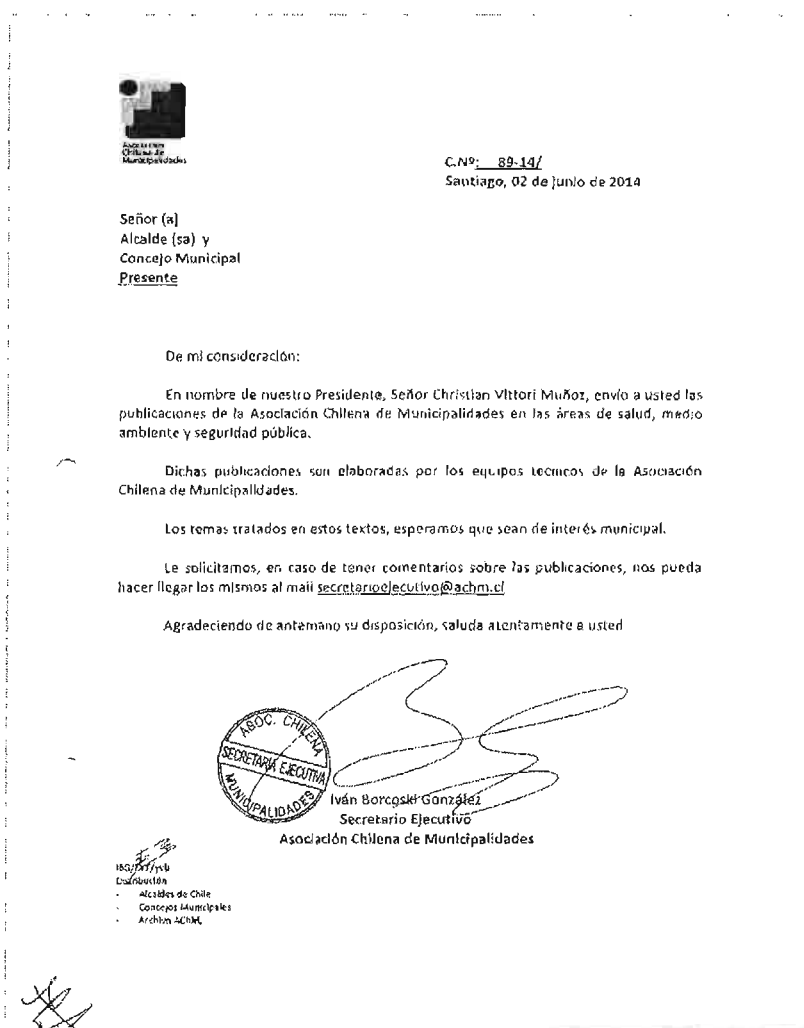 Asociación
Chilena de
Municipalidades
C.Nº: 89-14/
Santiago, 02 de junio de 2014
Señor (a)
Alcalde (sa) y
Concejo Municipal
Presente
De mi consideración:
En nombre de nuestro Presidente, Señor Christian Vittori Muñoz, envío a usted las
publicaciones de la Asociación Chilena de Municipalidades en las áreas de salud, medio
ambiente y seguridad pública.
Dichas publicaciones son elaboradas por los equipos tecnicos de la Asociación
Chilena de Municipalidades.
Los temas tratados en estos textos, esperamos que sean de interés municipal.
Le solicitamos, en caso de tener comentarios sobre las publicaciones, nos pueda
hacer llegar los mismos al mail secretarioejecutivo@achm.cl
Agradeciendo de antemano su disposición, saluda atentamente a usted
ASOC. CHILENA
SECRETARIA EJECUTIVA
MUNICIPALIDADES
Iván Borcoski González
Secretario Ejecutivo
Asociación Chilena de Municipalidades
Distribución
- Alcaldes de Chile
- Concejos Municipales
- Archivo AChM,